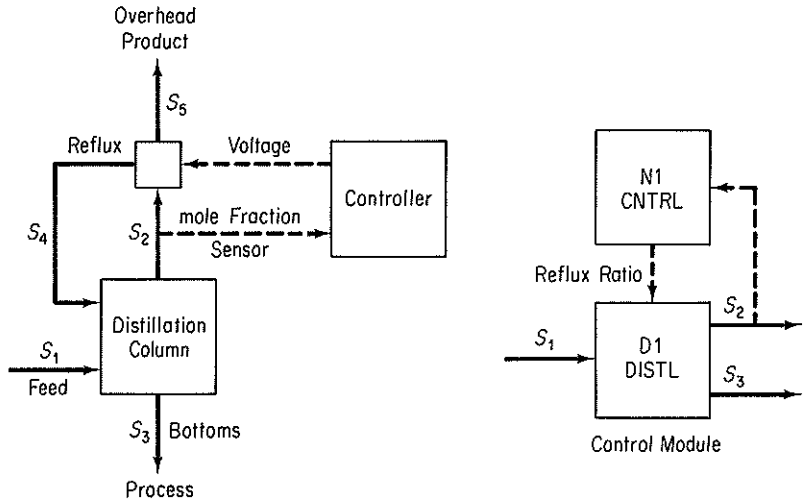 Overhead
Product
S5
Reflux
Voltage
Controller
mole Fraction
Sensor
S4
S2
Distillation
Column
S1
Feed
S3
Bottoms
Process
N1
CNTRL
Reflux Ratio
S2
S1
D1
DISTL
S3
Control Module